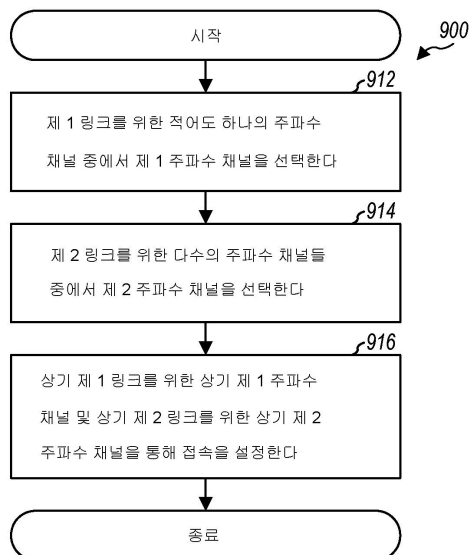 시작
900
912
제 1 링크를 위한 적어도 하나의 주파수
채널 중에서 제 1 주파수 채널을 선택한다
914
제 2 링크를 위한 다수의 주파수 채널들
중에서 제 2 주파수 채널을 선택한다
916
상기 제 1 링크를 위한 상기 제 1 주파수
채널 및 상기 제 2 링크를 위한 상기 제 2
주파수 채널을 통해 접속을 설정한다
종료